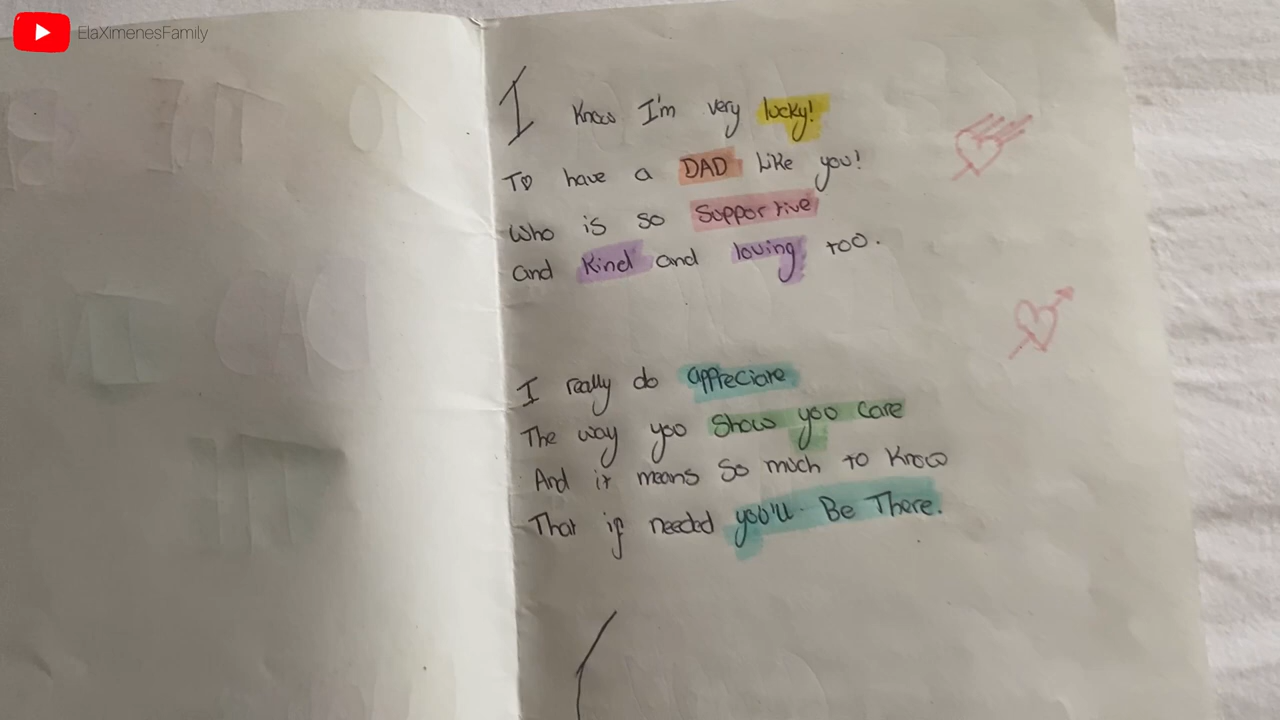 ElaXimenesFamily
I know I'm very lucky!
To have a DAD Like you!
Who is so Supportive
and Kind and loving too.
I really do appreciate
The way you Show you Care
And it means So much to Know
That if needed you'll Be There.